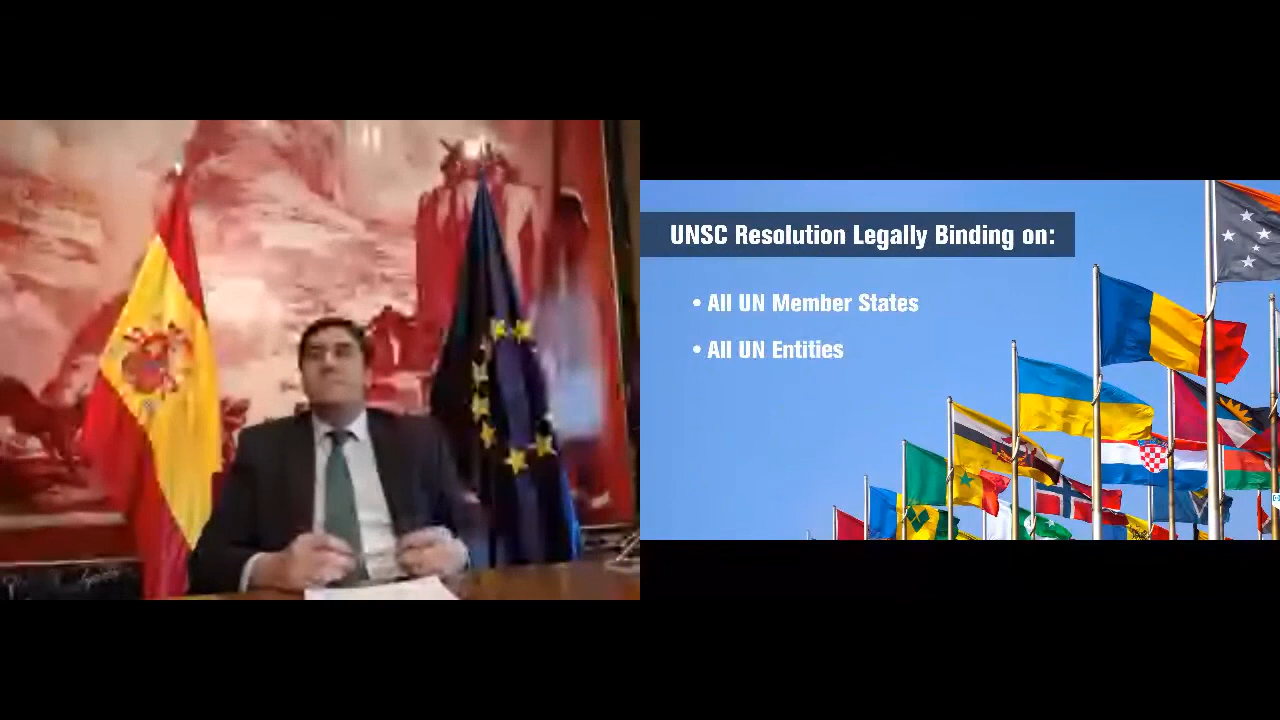 UNSC Resolution Legally Binding on:
• All UN Member States
• All UN Entities